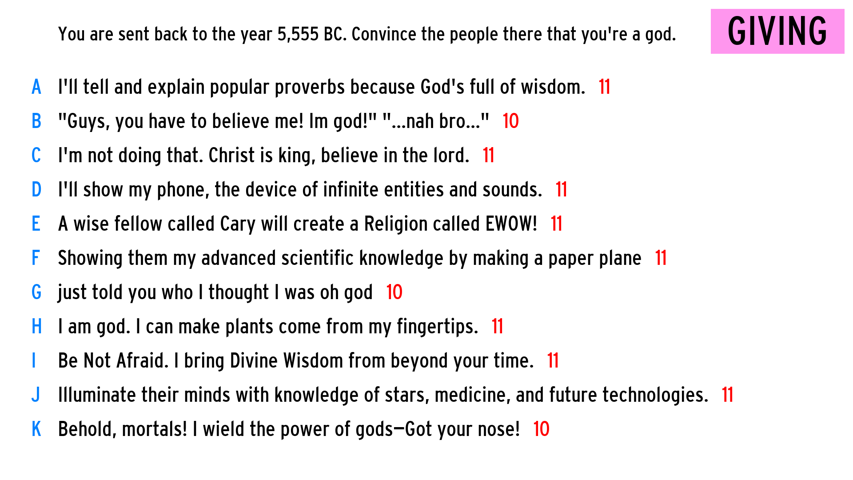 You are sent back to the year 5,555 BC. Convince the people there that you're a god.
GIVING
A I'll tell and explain popular proverbs because God's full of wisdom. 11
B "Guys, you have to believe me! Im god!" "...nah bro..." 10
C I'm not doing that. Christ is king, believe in the lord. 11
D I'll show my phone, the device of infinite entities and sounds. 11
E A wise fellow called Cary will create a Religion called EWOW! 11
F Showing them my advanced scientific knowledge by making a paper plane 11
G just told you who I thought I was oh god 10
H I am god. I can make plants come from my fingertips. 11
I Be Not Afraid. I bring Divine Wisdom from beyond your time. 11
J Illuminate their minds with knowledge of stars, medicine, and future technologies. 11
K Behold, mortals! I wield the power of gods—Got your nose! 10